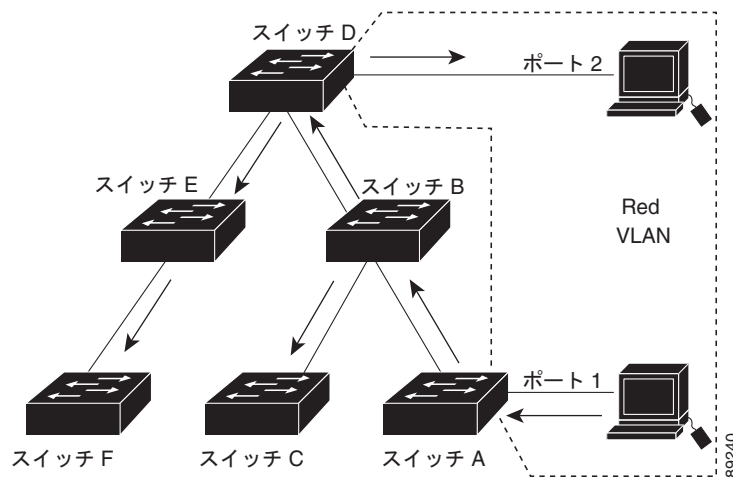 スイッチ D
ポート 2
スイッチ E
スイッチ B
Red
VLAN
ポート 1
スイッチ F
スイッチ C
スイッチ A
89240